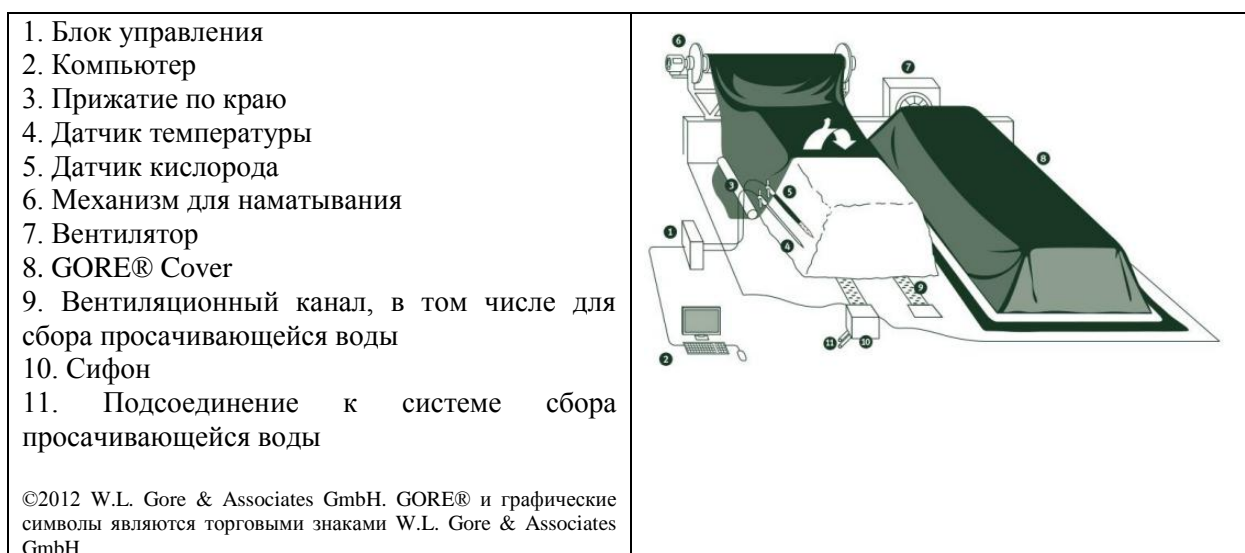 1. Блок управления
2. Компьютер
3. Прижатие по краю
4. Датчик температуры
5. Датчик кислорода
6. Механизм для наматывания
7. Вентилятор
8. GORE® Cover
9. Вентиляционный канал, в том числе для
сбора просачивающейся воды
10. Сифон
11. Подсоединение к системе сбора
просачивающейся воды
©2012 W.L. Gore & Associates GmbH. GORE® и графические
символы являются торговыми знаками W.L. Gore & Associates
GmbH
6
7
8
3
5
1
4
9
11
10
2